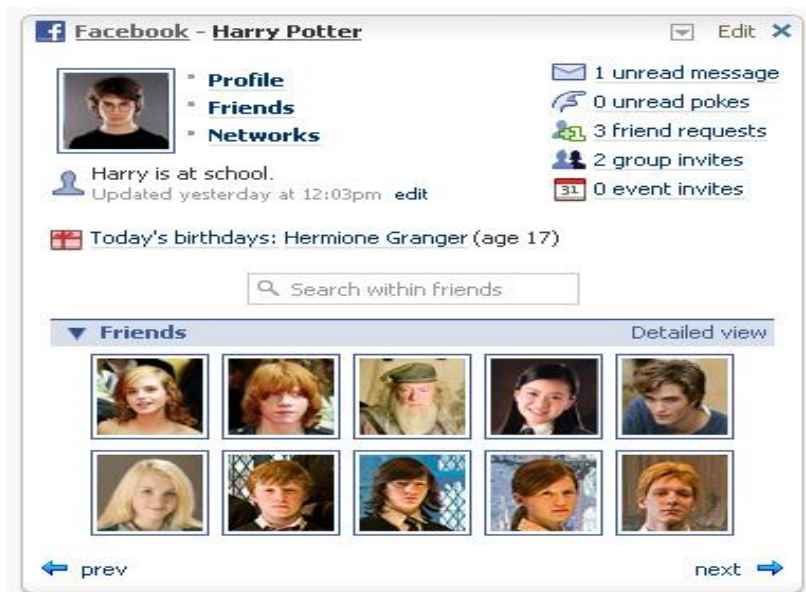 Facebook - Harry Potter
Edit
Profile
Friends
Networks
1 unread message
0 unread pokes
3 friend requests
2 group invites
31 0 event invites
Harry is at school.
Updated yesterday at 12:03pm edit
Today's birthdays: Hermione Granger (age 17)
Search within friends
Friends Detailed view
prev next